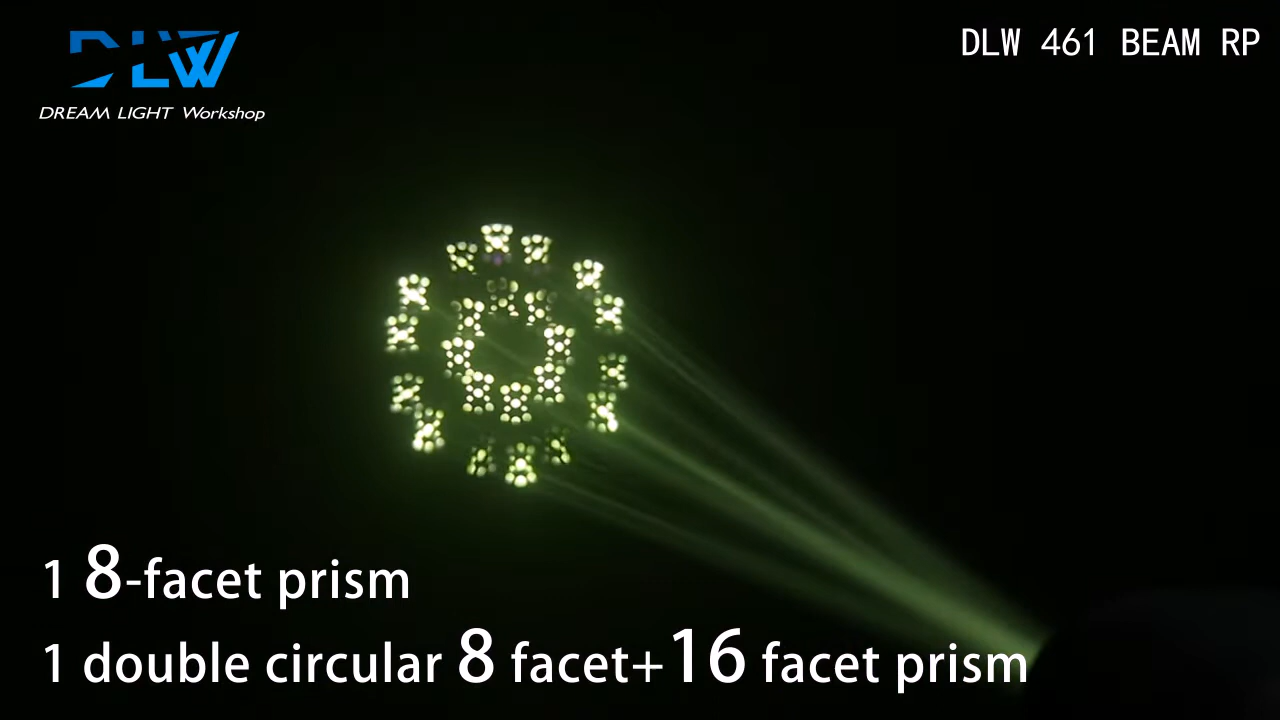 DLW
DREAM LIGHT Workshop
DLW 461 BEAM RP
1 8-facet prism
1 double circular 8 facet+16 facet prism